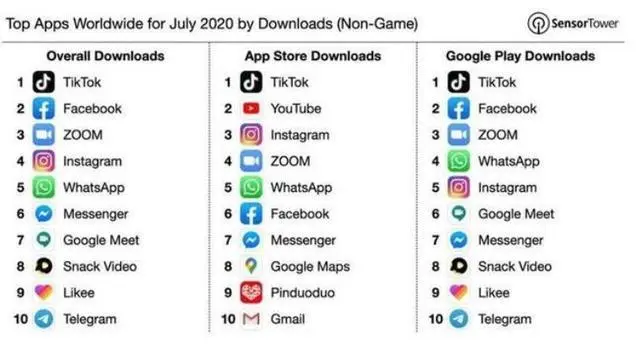 Top Apps Worldwide for July 2020 by Downloads (Non-Game)
SensorTower
Overall Downloads
1 TikTok
2 Facebook
3 ZOOM
4 Instagram
5 WhatsApp
6 Messenger
7 Google Meet
8 Snack Video
9 Likee
10 Telegram
App Store Downloads
1 TikTok
2 YouTube
3 Instagram
4 ZOOM
5 WhatsApp
6 Facebook
7 Messenger
8 Google Maps
9 Pinduoduo
10 Gmail
Google Play Downloads
1 TikTok
2 Facebook
3 ZOOM
4 WhatsApp
5 Instagram
6 Google Meet
7 Messenger
8 Snack Video
9 Likee
10 Telegram